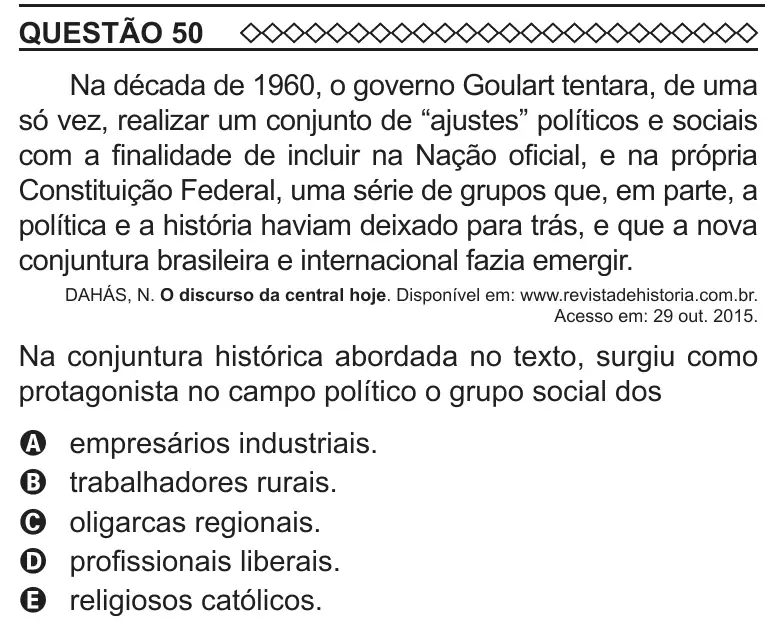 QUESTÃO 50
Na década de 1960, o governo Goulart tentara, de uma
só vez, realizar um conjunto de “ajustes” políticos e sociais
com a finalidade de incluir na Nação oficial, e na própria
Constituição Federal, uma série de grupos que, em parte, a
política e a história haviam deixado para trás, e que a nova
conjuntura brasileira e internacional fazia emergir.
DAHÁS, N. O discurso da central hoje. Disponível em: www.revistadehistoria.com.br.
Acesso em: 29 out. 2015.
Na conjuntura histórica abordada no texto, surgiu como
protagonista no campo político o grupo social dos
A empresários industriais.
B trabalhadores rurais.
C oligarcas regionais.
D profissionais liberais.
E religiosos católicos.